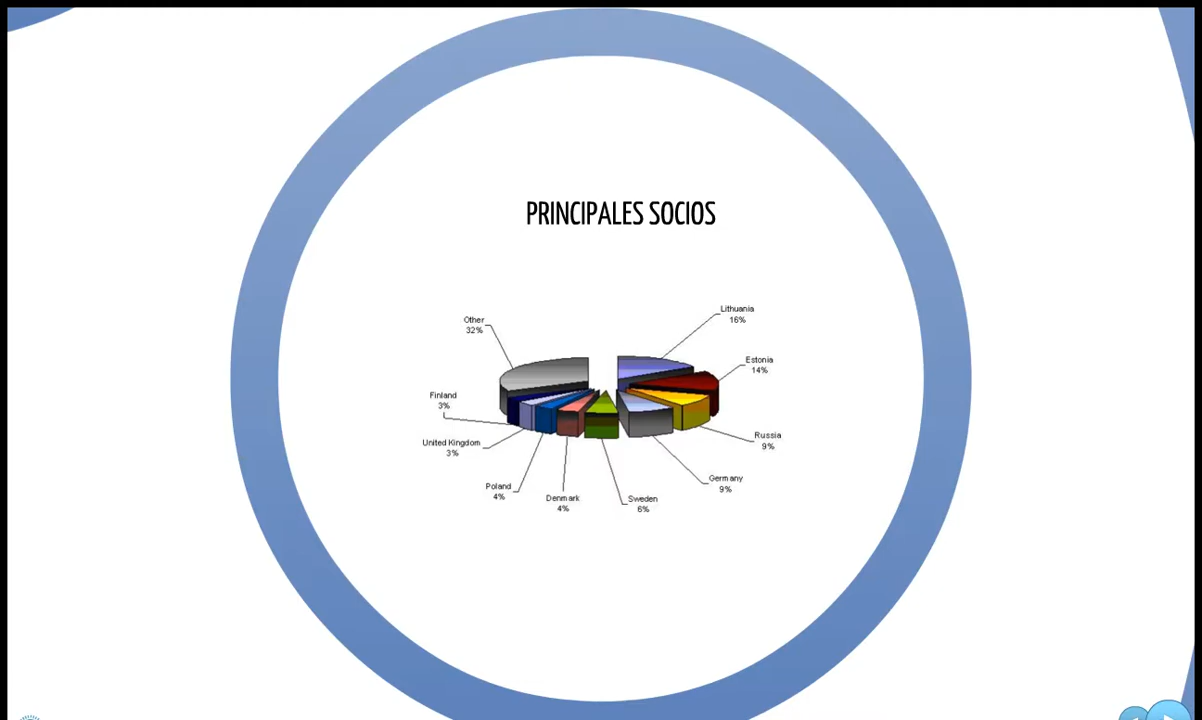 PRINCIPALES SOCIOS
Lithuania
16%
Estonia
14%
Russia
9%
Germany
9%
Sweden
6%
Denmark
4%
Poland
4%
United Kingdom
3%
Finland
3%
Other
32%